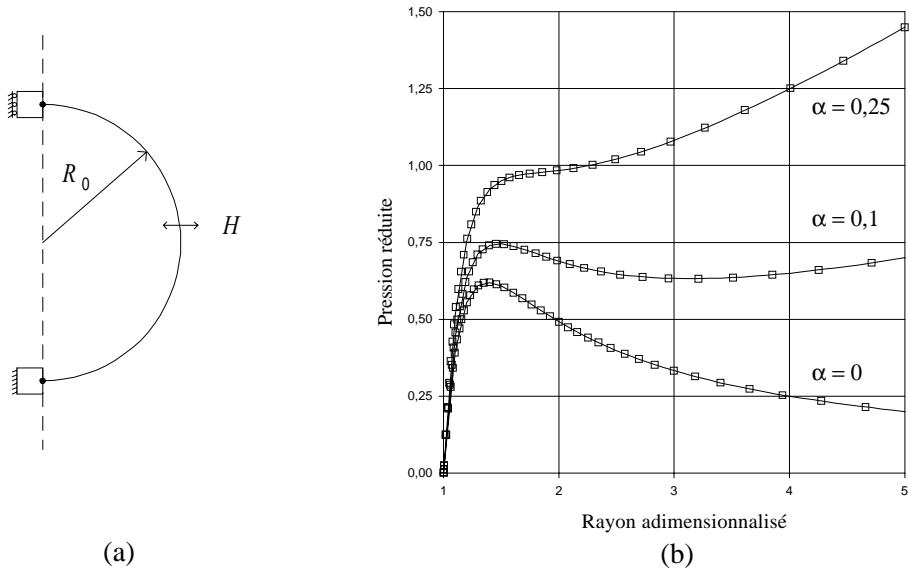 R₀
H
(a)
1,50
1,25
1,00
0,75
0,50
0,25
0,00
Pression réduite
α = 0,25
α = 0,1
α = 0
1 2 3 4 5
Rayon adimensionnalisé
(b)